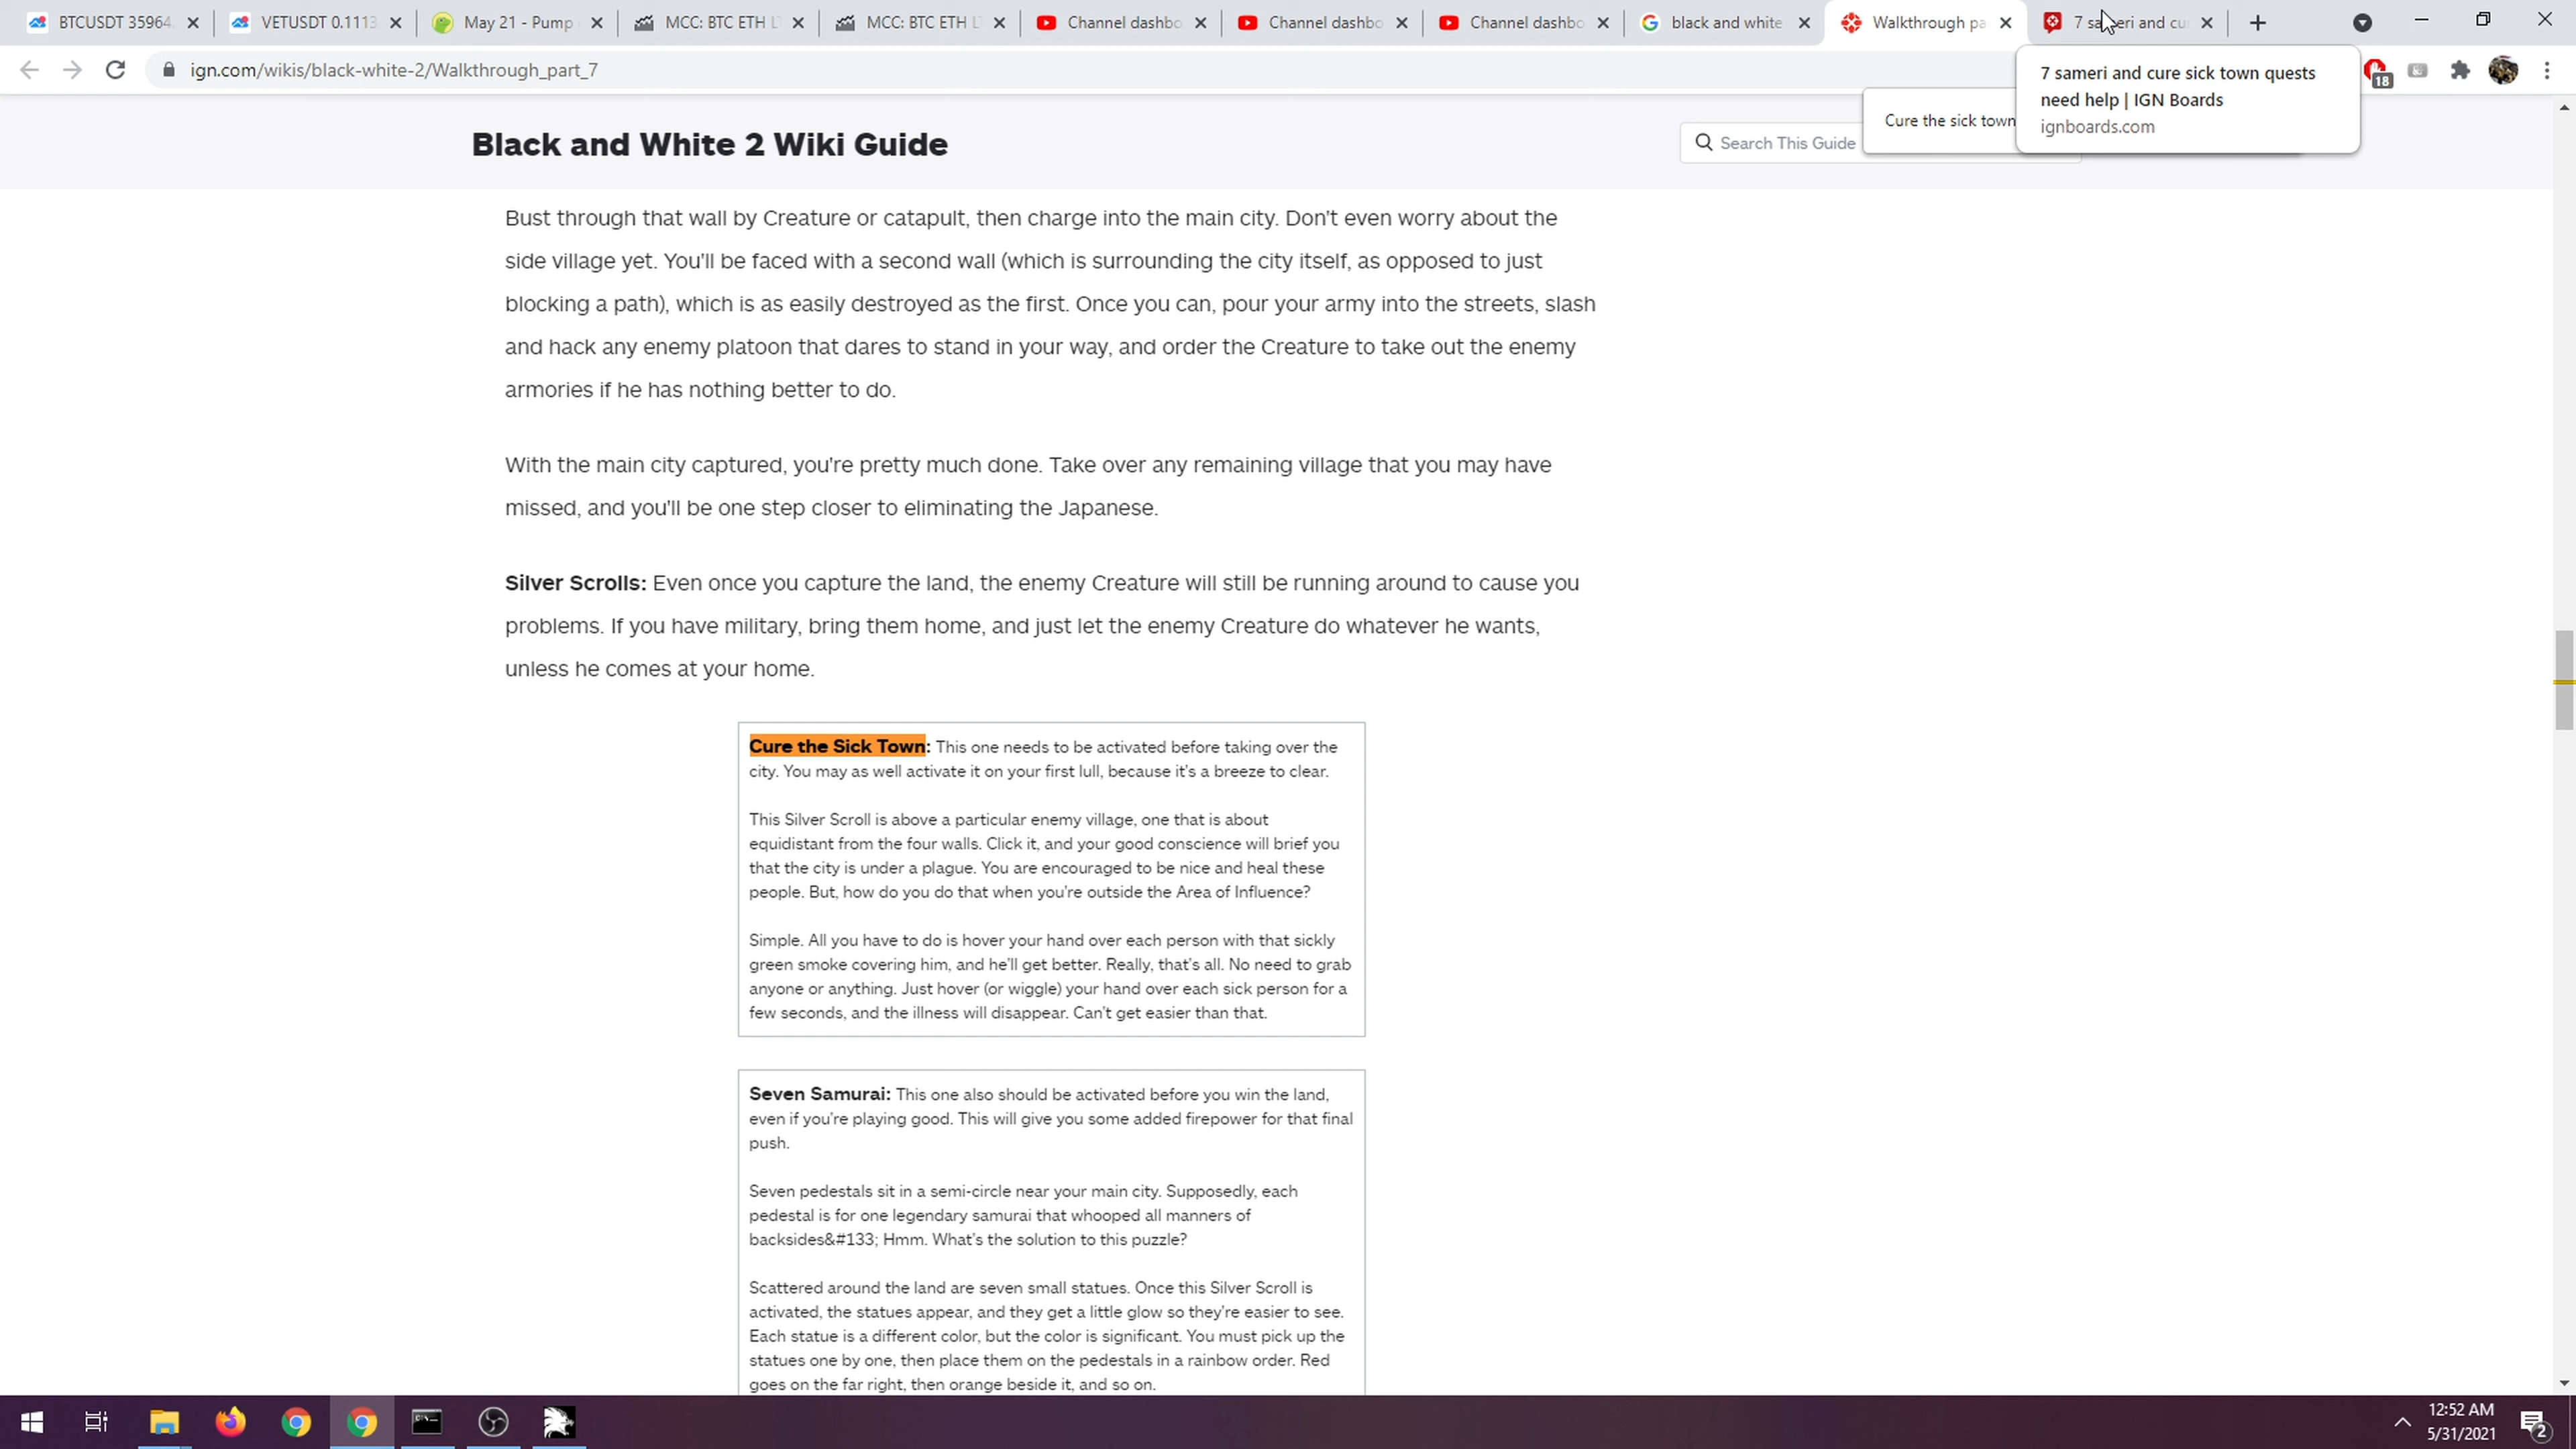 BTCUSDT 35964.
VETUSDT 0.1113
May 21 - Pump
MCC: BTC ETH LT
MCC: BTC ETH LT
Channel dashbo
Channel dashbo
Channel dashbo
black and white
Walkthrough pa
7 sameri and cu
ign.com/wikis/black-white-2/Walkthrough_part_7
18
7 sameri and cure sick town quests
need help | IGN Boards
ignboards.com
Cure the sick town
Black and White 2 Wiki Guide
Search This Guide
Bust through that wall by Creature or catapult, then charge into the main city. Don't even worry about the
side village yet. You'll be faced with a second wall (which is surrounding the city itself, as opposed to just
blocking a path), which is as easily destroyed as the first. Once you can, pour your army into the streets, slash
and hack any enemy platoon that dares to stand in your way, and order the Creature to take out the enemy
armories if he has nothing better to do.
With the main city captured, you're pretty much done. Take over any remaining village that you may have
missed, and you'll be one step closer to eliminating the Japanese.
Silver Scrolls: Even once you capture the land, the enemy Creature will still be running around to cause you
problems. If you have military, bring them home, and just let the enemy Creature do whatever he wants,
unless he comes at your home.
Cure the Sick Town: This one needs to be activated before taking over the
city. You may as well activate it on your first lull, because it's a breeze to clear.
This Silver Scroll is above a particular enemy village, one that is about
equidistant from the four walls. Click it, and your good conscience will brief you
that the city is under a plague. You are encouraged to be nice and heal these
people. But, how do you do that when you're outside the Area of Influence?
Simple. All you have to do is hover your hand over each person with that sickly
green smoke covering him, and he'll get better. Really, that's all. No need to grab
anyone or anything. Just hover (or wiggle) your hand over each sick person for a
few seconds, and the illness will disappear. Can't get easier than that.
Seven Samurai: This one also should be activated before you win the land,
even if you're playing good. This will give you some added firepower for that final
push.
Seven pedestals sit in a semi-circle near your main city. Supposedly, each
pedestal is for one legendary samurai that whooped all manners of
backsides&#133; Hmm. What's the solution to this puzzle?
Scattered around the land are seven small statues. Once this Silver Scroll is
activated, the statues appear, and they get a little glow so they're easier to see.
Each statue is a different color, but the color is significant. You must pick up the
statues one by one, then place them on the pedestals in a rainbow order. Red
goes on the far right, then orange beside it, and so on.
12:52 AM
5/31/2021
2